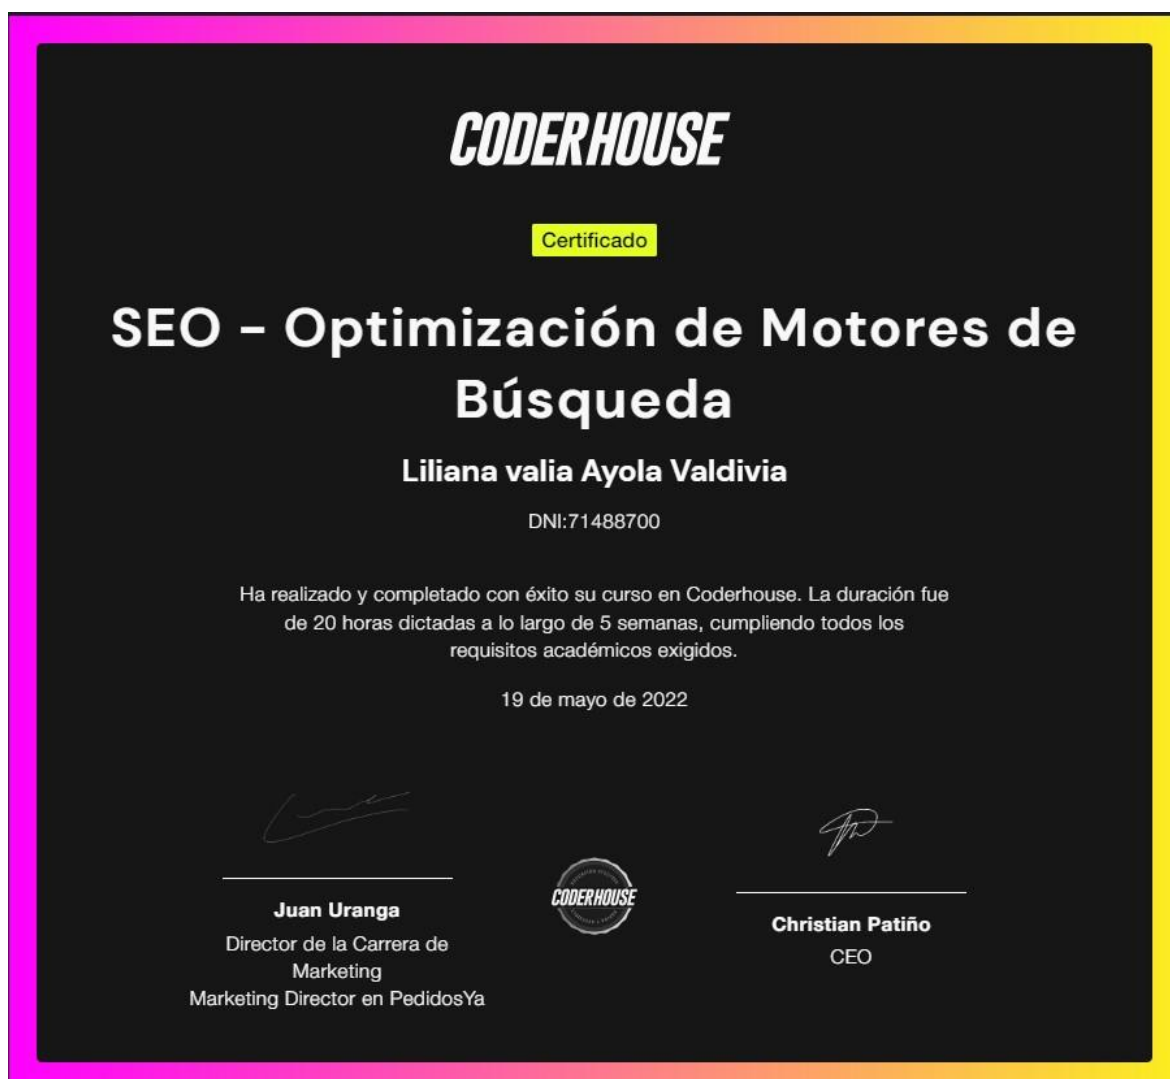 CODERHOUSE
Certificado
SEO - Optimización de Motores de
Búsqueda
Liliana valia Ayola Valdivia
DNI:71488700
Ha realizado y completado con éxito su curso en Coderhouse. La duración fue
de 20 horas dictadas a lo largo de 5 semanas, cumpliendo todos los
requisitos académicos exigidos.
19 de mayo de 2022
CODERHOUSE
Juan Uranga
Director de la Carrera de
Marketing
Marketing Director en PedidosYa
Christian Patiño
CEO